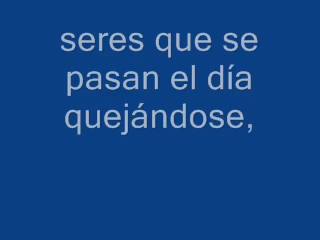 seres que se
pasan el día
quejándose,